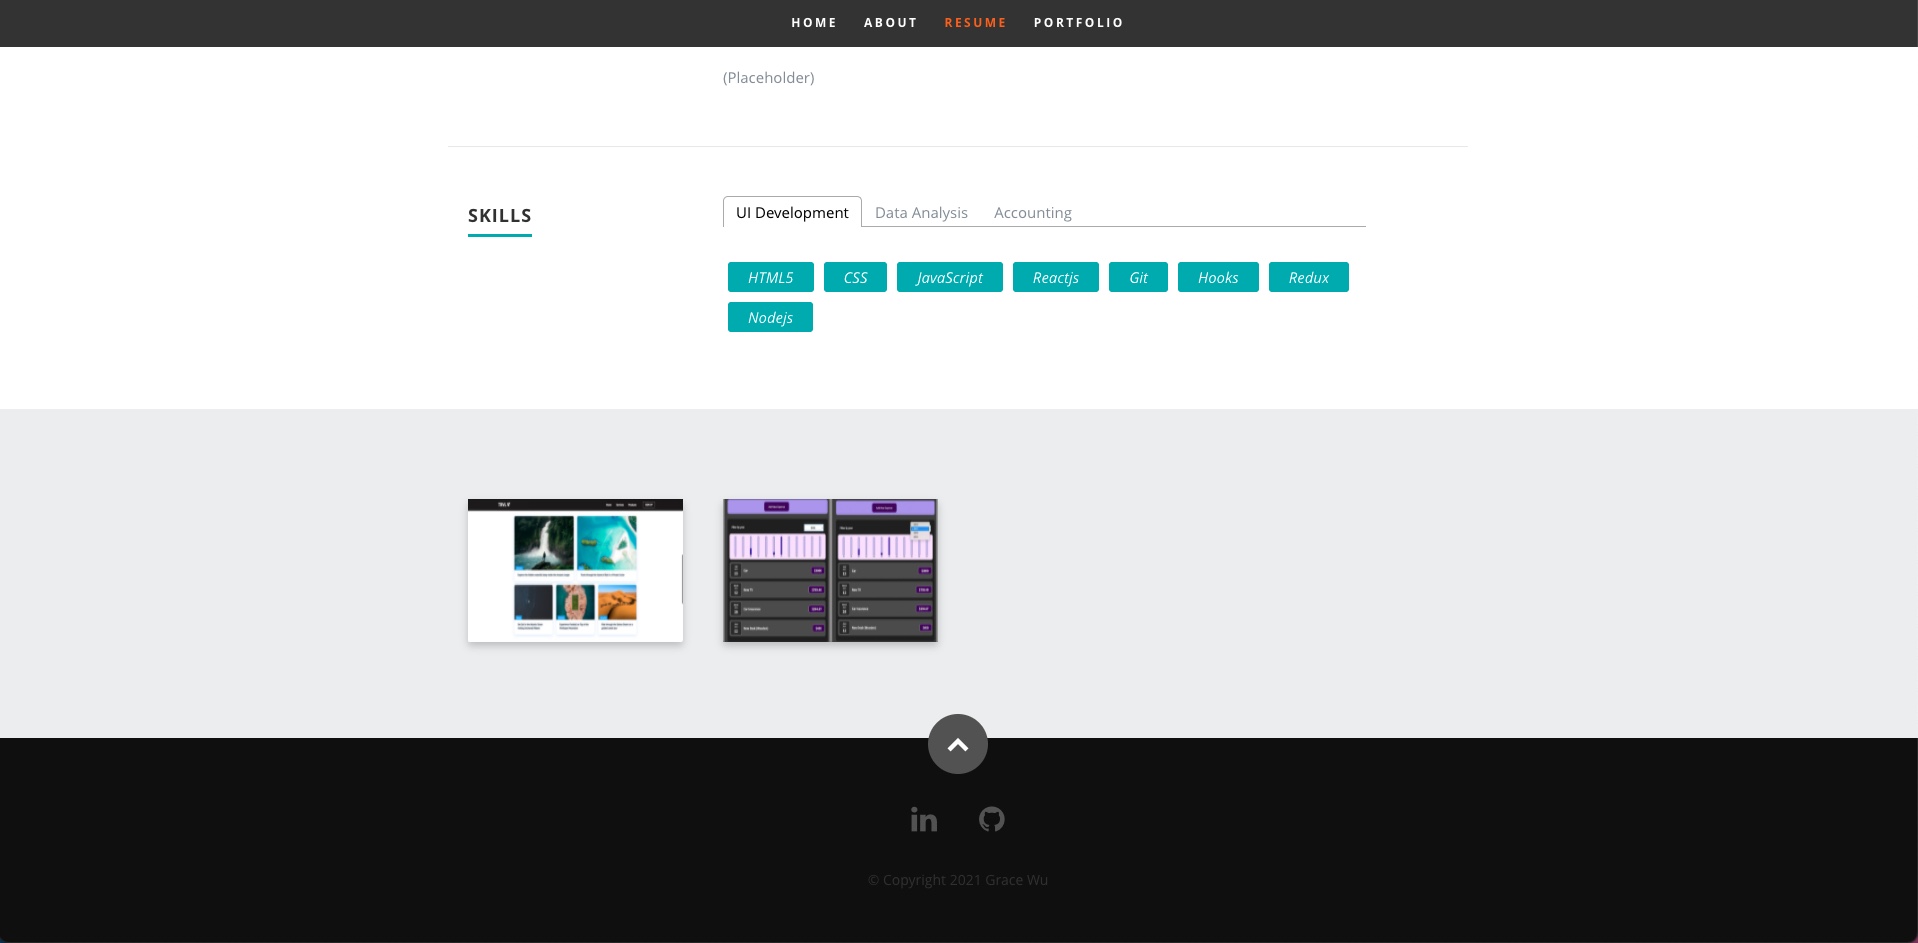 HOME ABOUT RESUME PORTFOLIO
(Placeholder)
SKILLS
UI Development Data Analysis Accounting
HTML5 CSS JavaScript Reactjs Git Hooks Redux
Nodejs
in
© Copyright 2021 Grace Wu